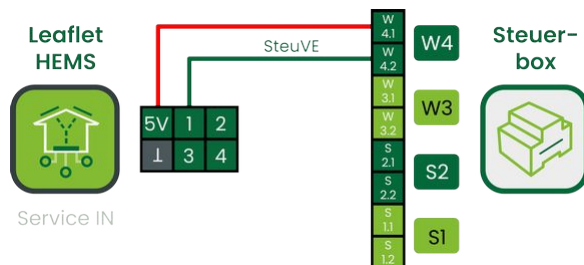 Leaflet
HEMS
SteuVE
5V 1 2
⊥ 3 4
Service IN
W
4.1
W
4.2
W
3.1
W
3.2
S
2.1
S
2.2
S
1.1
S
1.2
W4
W3
S2
S1
Steuer-
box